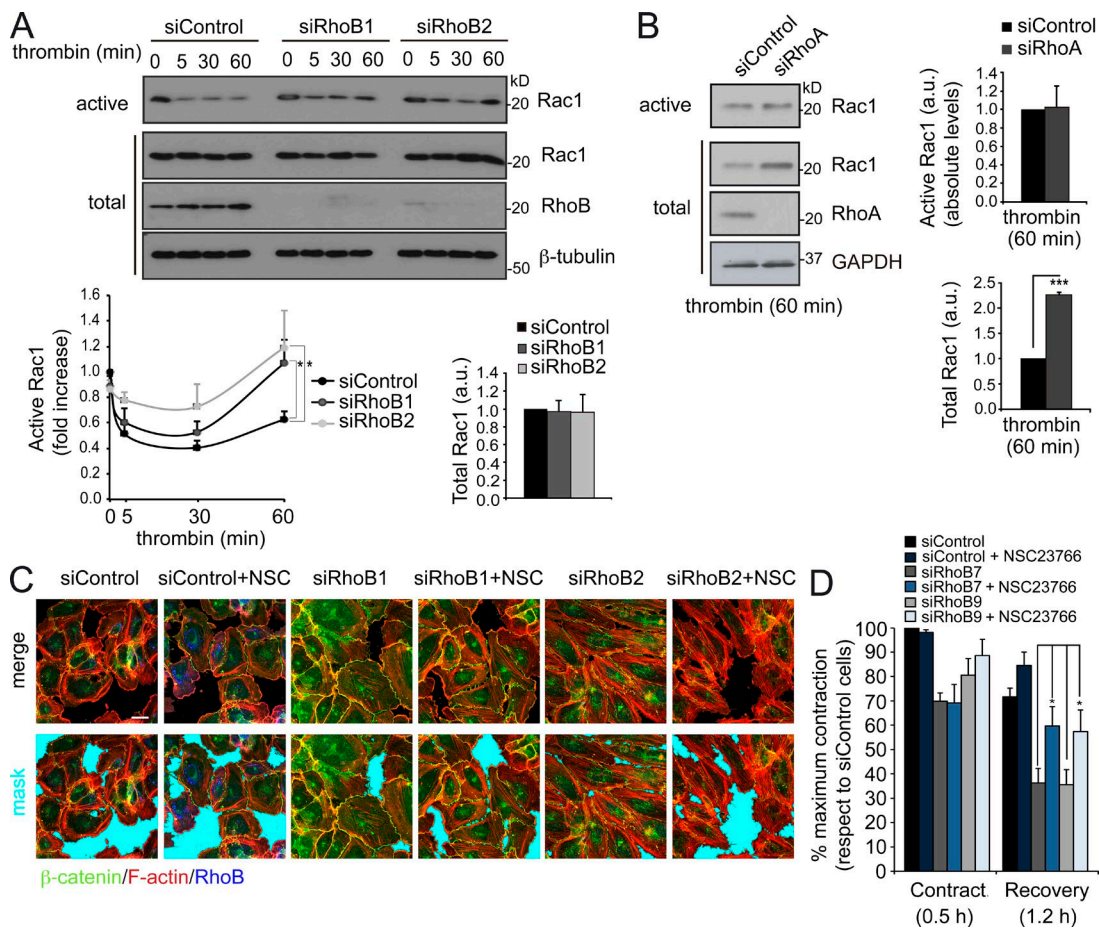 A
siControl siRhoB1 siRhoB2
thrombin (min) 0 5 30 60 0 5 30 60 0 5 30 60
kD
active -20 Rac1
-20 Rac1
total -20 RhoB
-50 β-tubulin
1.6
1.4
1.2
1.0
0.8
0.6
0.4
0.2
0.0
Active Rac1
(fold increase)
**
siControl
siRhoB1
siRhoB2
0 5 30 60
thrombin (min)
siControl
siRhoB1
siRhoB2
Total Rac1 (a.u.)
1.4
1.2
1.0
0.8
0.6
0.4
0.2
0.0
B
siControl siRhoA
kD
active -20 Rac1
-20 Rac1
total -20 RhoA
-37 GAPDH
thrombin (60 min)
siControl
siRhoA
Active Rac1 (a.u.)
(absolute levels)
1.4
1.2
1.0
0.8
0.6
0.4
0.2
0.0
thrombin
(60 min)
Total Rac1 (a.u.)
2.5
2.0
1.5
1.0
0.5
0.0
***
thrombin
(60 min)
C
siControl siControl+NSC siRhoB1 siRhoB1+NSC siRhoB2 siRhoB2+NSC
merge
mask
β-catenin/F-actin/RhoB
D
siControl
siControl + NSC23766
siRhoB7
siRhoB7 + NSC23766
siRhoB9
siRhoB9 + NSC23766
% maximum contraction
(respect to siControl cells)
100
90
80
70
60
50
40
30
20
10
0
* *
Contract. Recovery
(0.5 h) (1.2 h)